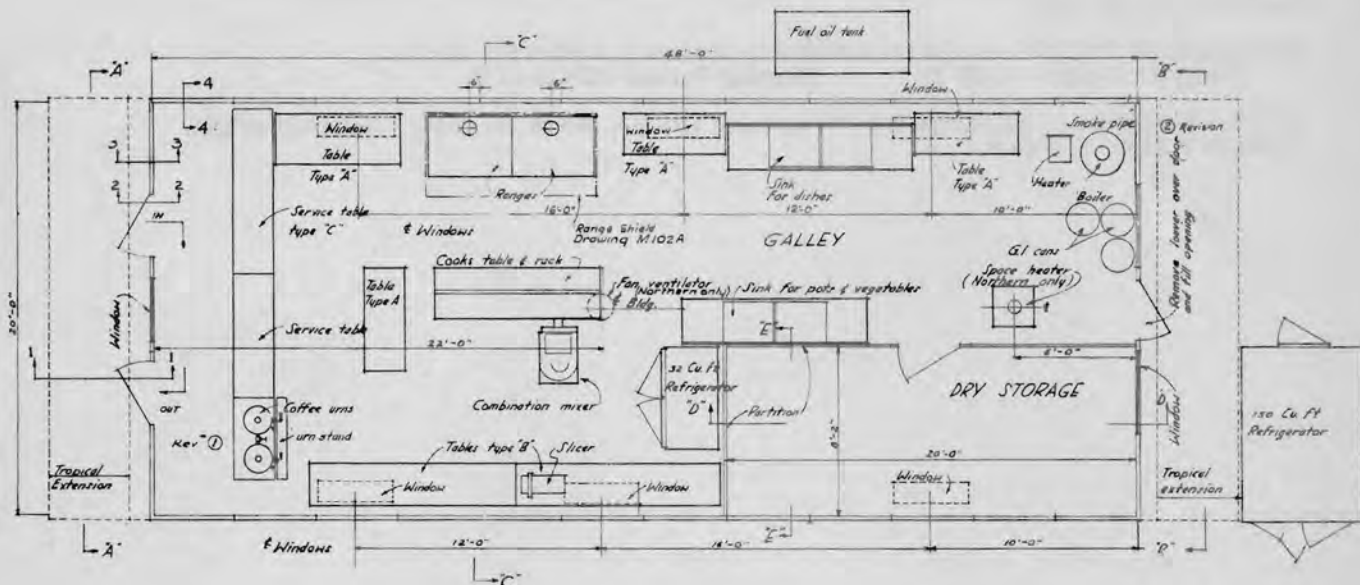 Fuel oil tank
48'-0"
"C"
"A"
"B"
4
4
6"
6"
Window
Window
Table
Type "A"
Ranges
Window
Table
Type "A"
Sink
For dishes
Table
Type "A"
Smoke pipe
Heater
② Revision
Remove louver over door
and fill opening
3
3
2
2
IN
Service table
type "C"
16'-0"
12'-0"
10'-0"
Boiler
G.I cans
℄ Windows
Range Shield
Drawing M102A
GALLEY
Space heater
(Northern only)
20'-0"
Window
Cooks table & rack
Table
Type A
Fan, ventilator
(Northern only)
℄
Bldg.
Sink for pots & vegetables
"E"
Service table
22'-0"
6'-0"
1
1
OUT
32 Cu. ft
Refrigerator
"D"
DRY STORAGE
Combination mixer
Partition
8'-2"
Window
150 Cu. ft
Refrigerator
Coffee urns
urn stand
Rev ①
Tables type "B"
Slicer
20'-0"
Tropical
Extension
Window
Window
Window
Tropical
extension
"A"
℄ Windows
12'-0"
"E"
10'-0"
"C"